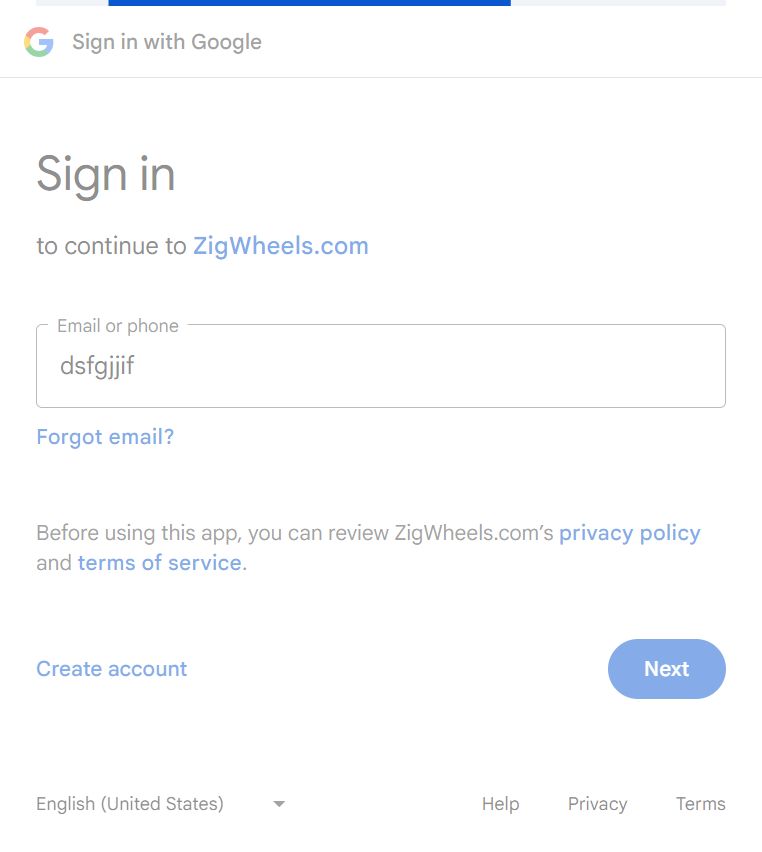 Sign in with Google
Sign in
to continue to ZigWheels.com
Email or phone
dsfgjjif
Forgot email?
Before using this app, you can review ZigWheels.com’s privacy policy
and terms of service.
Create account
Next
English (United States)
Help
Privacy
Terms